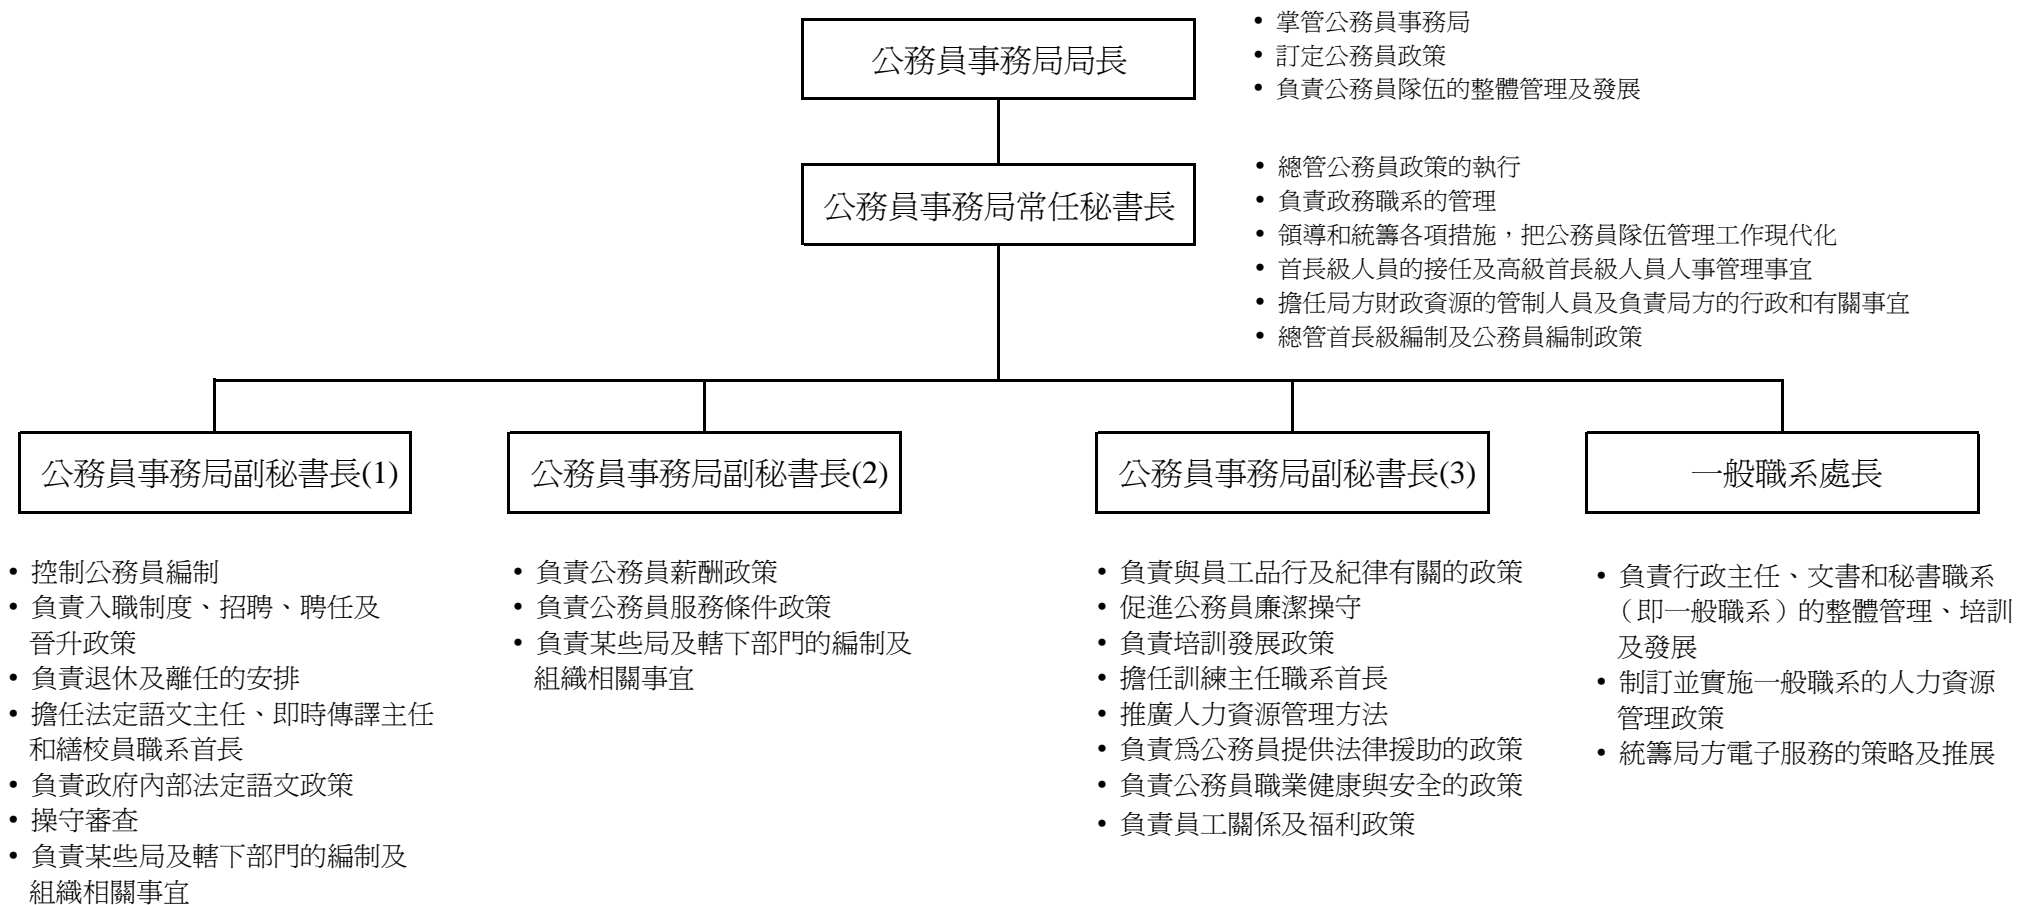 公務員事務局局長
• 掌管公務員事務局
• 訂定公務員政策
• 負責公務員隊伍的整體管理及發展
公務員事務局常任秘書長
• 總管公務員政策的執行
• 負責政務職系的管理
• 領導和統籌各項措施，把公務員隊伍管理工作現代化
• 首長級人員的接任及高級首長級人員人事管理事宜
• 擔任局方財政資源的管制人員及負責局方的行政和有關事宜
• 總管首長級編制及公務員編制政策
公務員事務局副秘書長(1)
• 控制公務員編制
• 負責入職制度、招聘、聘任及
晉升政策
• 負責退休及離任的安排
• 擔任法定語文主任、即時傳譯主任
和繕校員職系首長
• 負責政府內部法定語文政策
• 操守審查
• 負責某些局及轄下部門的編制及
組織相關事宜
公務員事務局副秘書長(2)
• 負責公務員薪酬政策
• 負責公務員服務條件政策
• 負責某些局及轄下部門的編制及
組織相關事宜
公務員事務局副秘書長(3)
• 負責與員工品行及紀律有關的政策
• 促進公務員廉潔操守
• 負責培訓發展政策
• 擔任訓練主任職系首長
• 推廣人力資源管理方法
• 負責為公務員提供法律援助的政策
• 負責公務員職業健康與安全的政策
• 負責員工關係及福利政策
一般職系處長
• 負責行政主任、文書和秘書職系
（即一般職系）的整體管理、培訓
及發展
• 制訂並實施一般職系的人力資源
管理政策
• 統籌局方電子服務的策略及推展